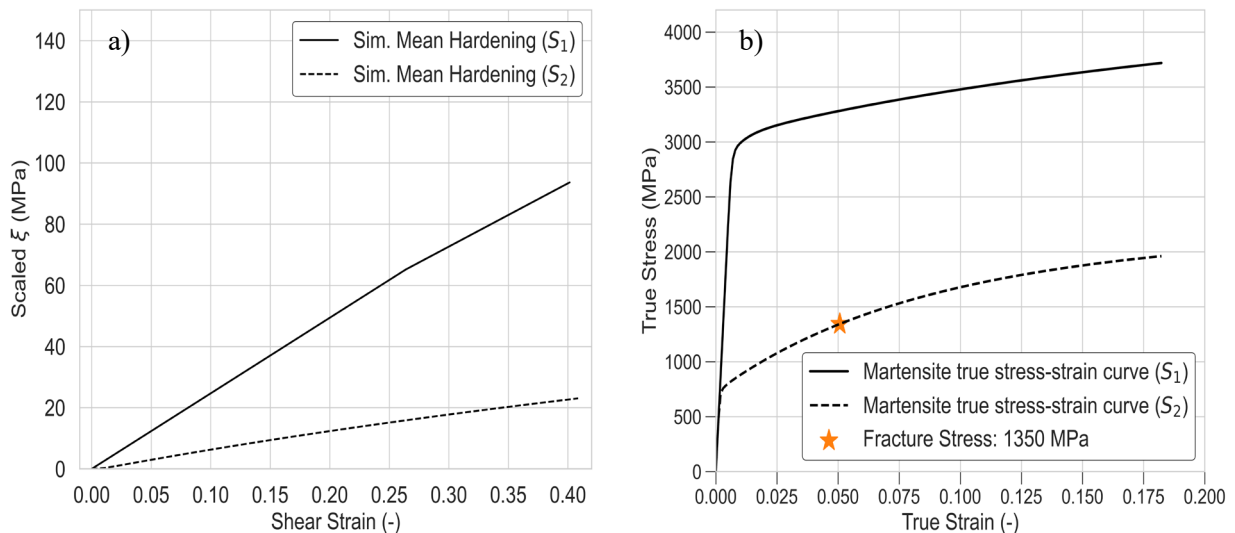 a)
Sim. Mean Hardening (S₁)
Sim. Mean Hardening (S₂)
140
120
100
80
60
40
20
0
Scaled ξ (MPa)
0.00 0.05 0.10 0.15 0.20 0.25 0.30 0.35 0.40
Shear Strain (-)
b)
4000
3500
3000
2500
2000
1500
1000
500
0
True Stress (MPa)
Martensite true stress-strain curve (S₁)
Martensite true stress-strain curve (S₂)
Fracture Stress: 1350 MPa
0.000 0.025 0.050 0.075 0.100 0.125 0.150 0.175 0.200
True Strain (-)